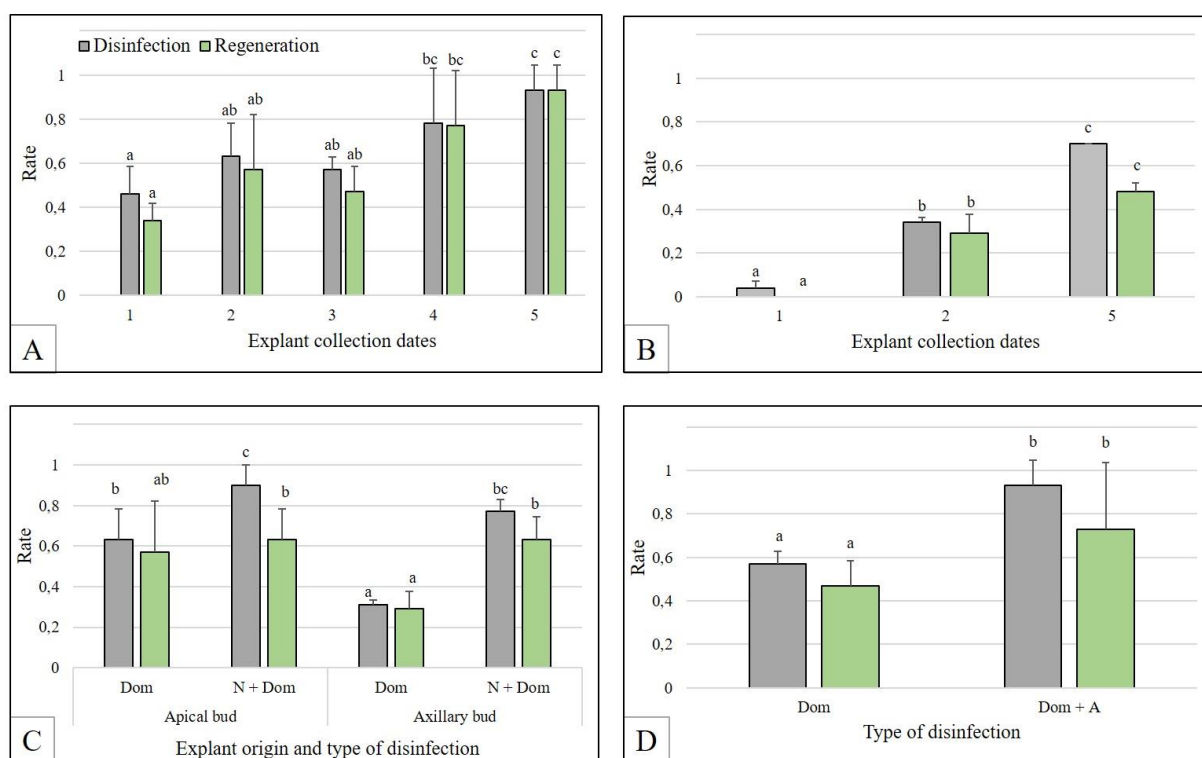 Disinfection Regeneration
1
0,8
0,6
0,4
0,2
0
Rate
a a ab ab ab ab bc bc c c
1 2 3 4 5
Explant collection dates
A
1
0,8
0,6
0,4
0,2
0
Rate
a a b b c c
1 2 5
Explant collection dates
B
1
0,8
0,6
0,4
0,2
0
Rate
b ab c b a a bc b
Dom N + Dom Dom N + Dom
Apical bud Axillary bud
Explant origin and type of disinfection
C
1
0,8
0,6
0,4
0,2
0
Rate
a a b b
Dom Dom + A
Type of disinfection
D